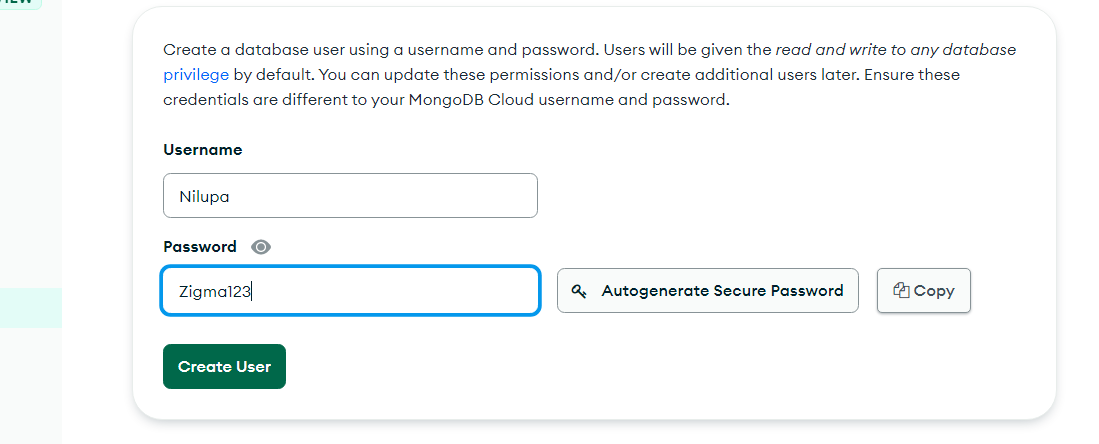 Create a database user using a username and password. Users will be given the read and write to any database
privilege by default. You can update these permissions and/or create additional users later. Ensure these
credentials are different to your MongoDB Cloud username and password.
Username
Nilupa
Password
Zigma123
Autogenerate Secure Password
Copy
Create User